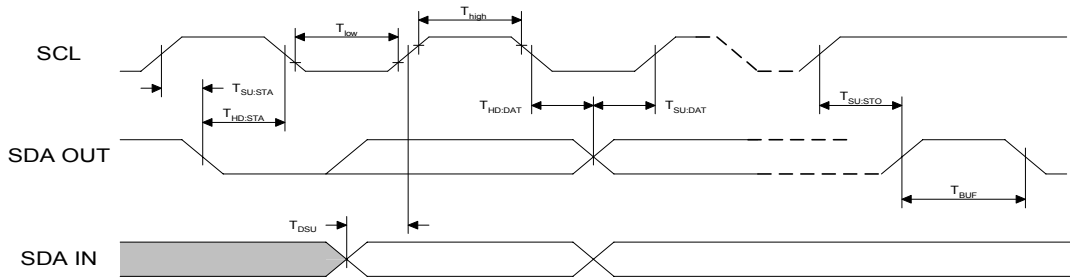 T_high
T_low
SCL
T_SU:STA
T_HD:DAT
T_SU:DAT
T_SU:STO
T_HD:STA
SDA OUT
T_BUF
T_DSU
SDA IN